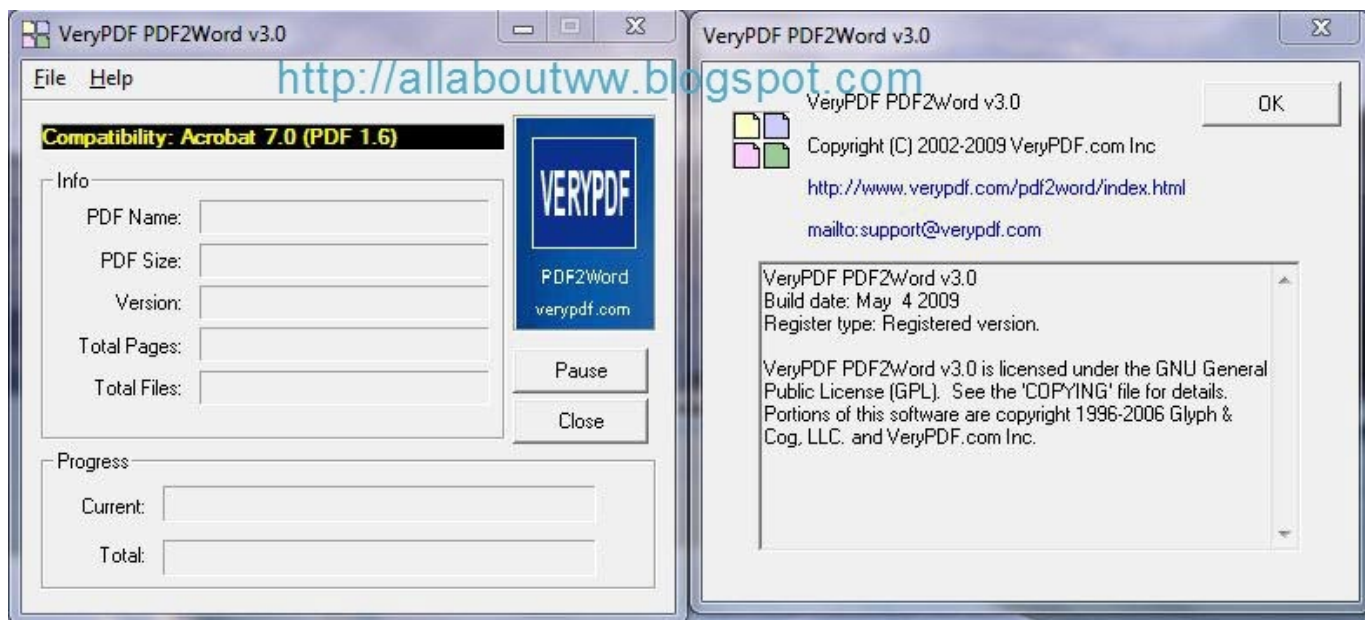 VeryPDF PDF2Word v3.0
File Help
http://allaboutww.blogspot.com
Compatibility: Acrobat 7.0 (PDF 1.6)
Info
PDF Name:
PDF Size:
Version:
Total Pages:
Total Files:
VERYPDF
PDF2Word
verypdf.com
Pause
Close
Progress
Current:
Total:
VeryPDF PDF2Word v3.0
VeryPDF PDF2Word v3.0
OK
Copyright (C) 2002-2009 VeryPDF.com Inc
http://www.verypdf.com/pdf2word/index.html
mailto:support@verypdf.com
VeryPDF PDF2Word v3.0
Build date: May 4 2009
Register type: Registered version.
VeryPDF PDF2Word v3.0 is licensed under the GNU General
Public License (GPL). See the 'COPYING' file for details.
Portions of this software are copyright 1996-2006 Glyph &
Cog, LLC. and VeryPDF.com Inc.